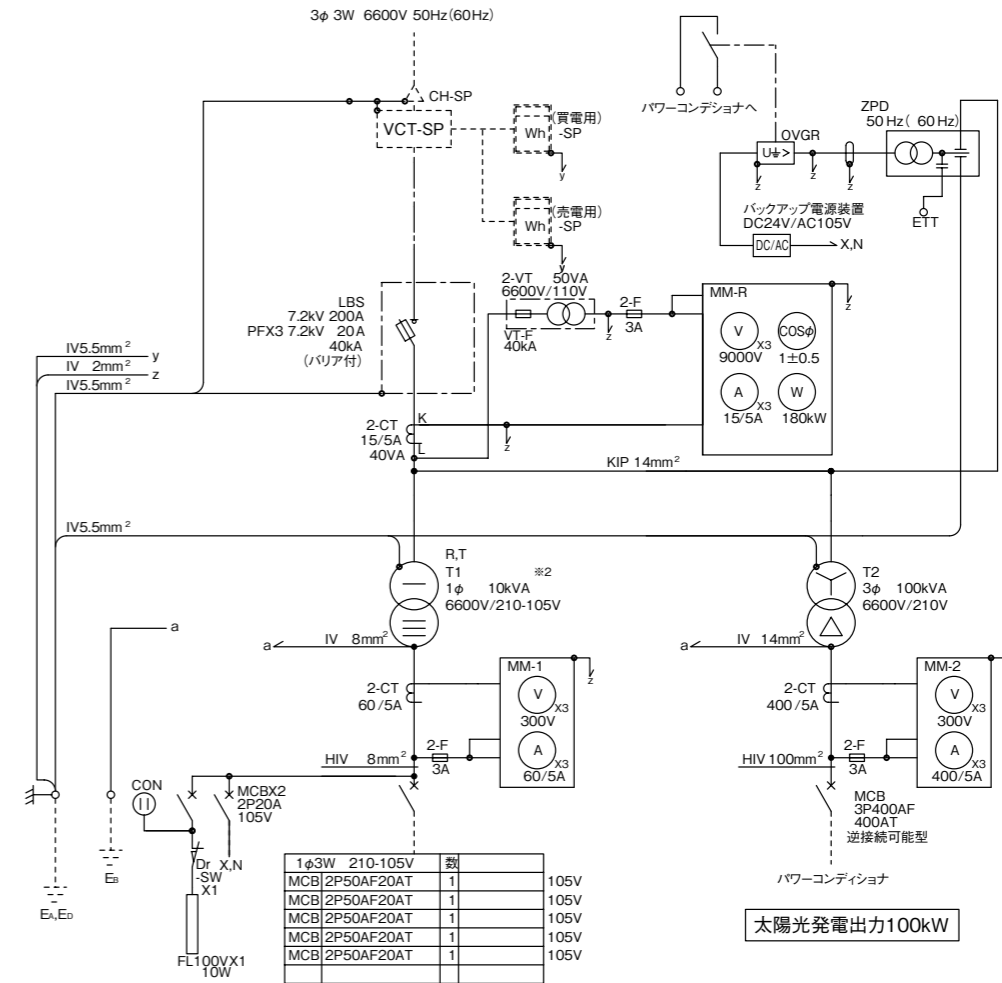 3φ 3W 6600V 50Hz(60Hz)
CH-SP
VCT-SP
Wh
(買電用)
-SP
y
Wh
(売電用)
-SP
y
パワーコンデショナへ
OVGR
U⏚>
z
z
z
ZPD
50Hz( 60Hz)
ETT
バックアップ電源装置
DC24V/AC105V
DC/AC
X,N
LBS
7.2kV 200A
PFX3 7.2kV 20A
40kA
(バリア付)
2-VT 50VA
6600V/110V
VT-F
40kA
z
2-F
3A
MM-R
z
V
X3
9000V
COSφ
1±0.5
A
X3
15/5A
W
180kW
IV5.5mm²
y
IV 2mm²
z
IV5.5mm²
2-CT
15/5A
40VA
K
L
z
KIP 14mm²
IV5.5mm²
R,T
T1 ※2
1φ 10kVA
6600V/210-105V
T2
3φ 100kVA
6600V/210V
a
a
IV 8mm²
a
IV 14mm²
2-CT
60/5A
MM-1
z
V
X3
300V
A
X3
60/5A
2-F
3A
HIV 8mm²
2-CT
400/5A
MM-2
V
X3
300V
A
X3
400/5A
2-F
3A
HIV 100mm²
MCB
3P400AF
400AT
逆接続可能型
パワーコンディショナ
太陽光発電出力100kW
CON
MCBX2
2P20A
105V
Dr
-SW
X1
X,N
FL100VX1
10W
EB
EA,ED
1φ3W 210-105V 数
MCB 2P50AF20AT 1 105V
MCB 2P50AF20AT 1 105V
MCB 2P50AF20AT 1 105V
MCB 2P50AF20AT 1 105V
MCB 2P50AF20AT 1 105V